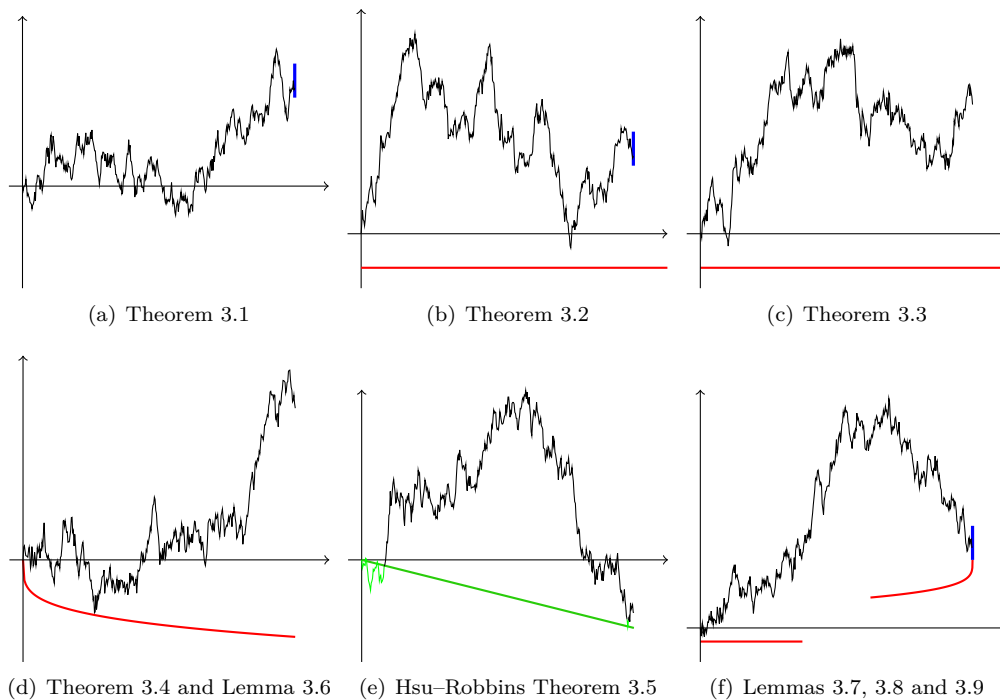 (a) Theorem 3.1
(b) Theorem 3.2
(c) Theorem 3.3
(d) Theorem 3.4 and Lemma 3.6
(e) Hsu–Robbins Theorem 3.5
(f) Lemmas 3.7, 3.8 and 3.9